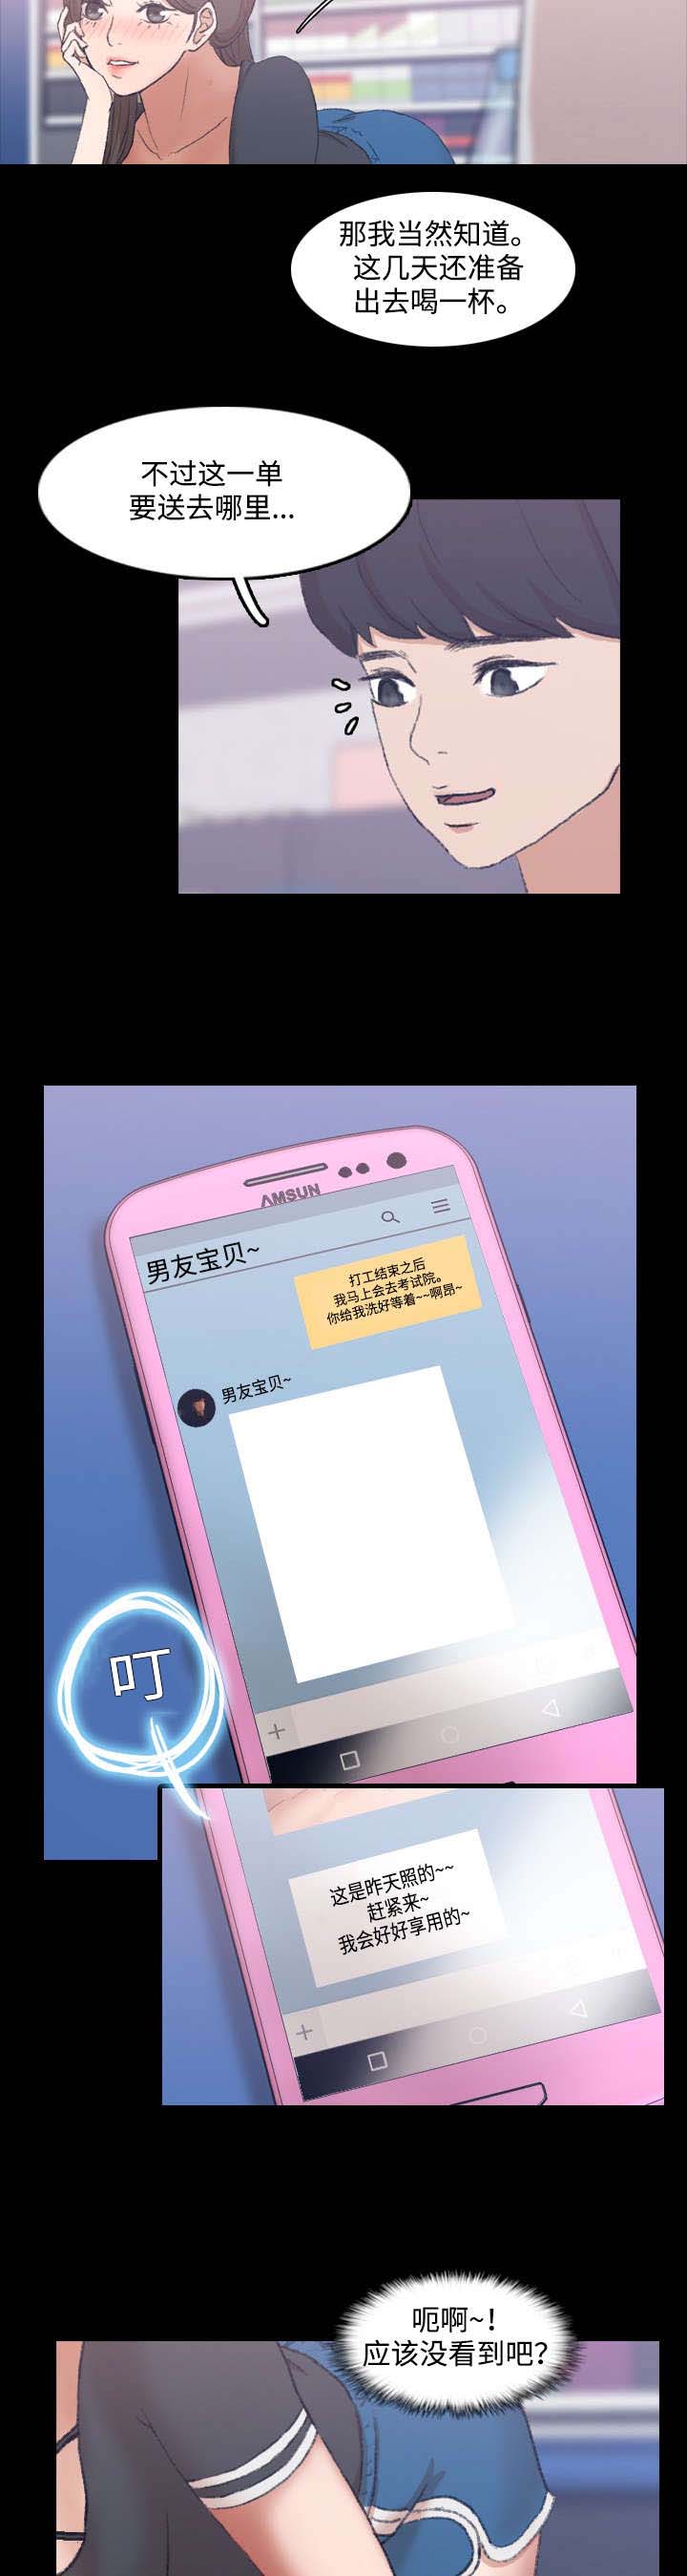 那我当然知道。
这几天还准备
出去喝一杯。
不过这一单
要送去哪里...
AMSUN
男友宝贝~
打工结束之后
我马上会去考试院。
你给我洗好等着~~啊昂~
男友宝贝~
叮
这是昨天照的~~
赶紧来~
我会好好享用的~
呃啊~!
应该没看到吧?